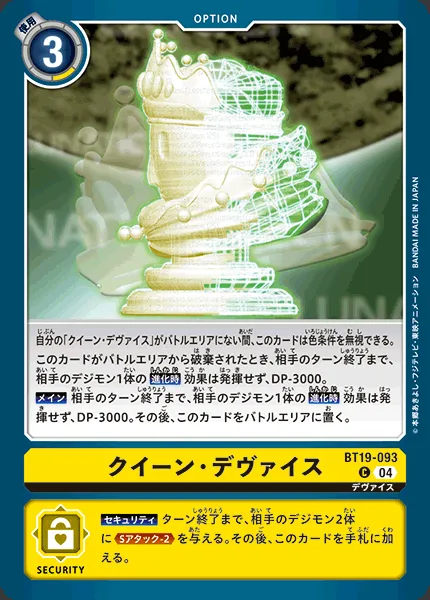 OPTION
使用
3
BANDAI MADE IN JAPAN
©本郷あきよし・フジテレビ・東映アニメーション
自分の「クイーン・デヴァイス」がバトルエリアにない間、このカードは色条件を無視できる。
このカードがバトルエリアから破棄されたとき、相手のターン終了まで、
相手のデジモン1体の 進化時 効果は発揮せず、DP-3000。
メイン 相手のターン終了まで、相手のデジモン1体の 進化時 効果は発
揮せず、DP-3000。その後、このカードをバトルエリアに置く。
クイーン・デヴァイス
BT19-093
C 04
デヴァイス
セキュリティ ターン終了まで、相手のデジモン2体
に Sアタック-2 を与える。その後、このカードを手札に加
える。
SECURITY